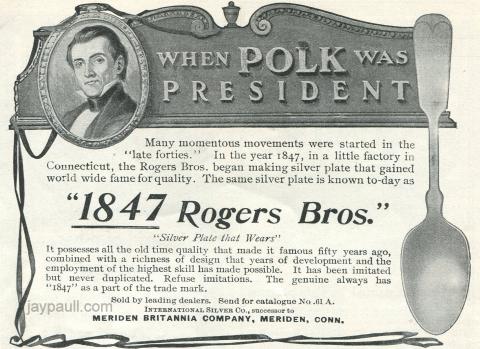 WHEN POLK WAS
PRESIDENT
Many momentous movements were started in the
"late forties." In the year 1847, in a little factory in
Connecticut, the Rogers Bros. began making silver plate that gained
world wide fame for quality. The same silver plate is known to-day as
"1847 Rogers Bros."
"Silver Plate that Wears"
It possesses all the old time quality that made it famous fifty years ago,
combined with a richness of design that years of development and the
employment of the highest skill has made possible. It has been imitated
but never duplicated. Refuse imitations. The genuine always has
"1847" as a part of the trade mark.
Sold by leading dealers. Send for catalogue No. 61 A.
INTERNATIONAL SILVER CO., successor to
MERIDEN BRITANNIA COMPANY, MERIDEN, CONN.
jaypaull.com